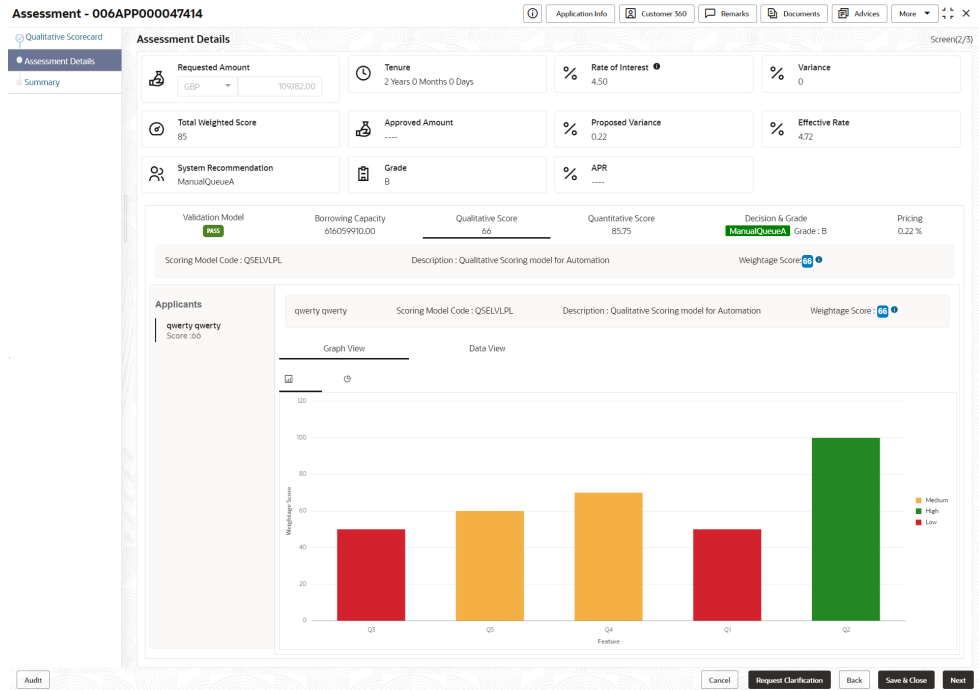 Assessment - 006APP000047414
Application Info
Customer 360
Remarks
Documents
Advices
More
Qualitative Scorecard
Assessment Details
Summary
Assessment Details
Screen(2/3)
Requested Amount
GBP
109,182.00
Tenure
2 Years 0 Months 0 Days
Rate of Interest
4.50
Variance
0
Total Weighted Score
85
Approved Amount
----
Proposed Variance
0.22
Effective Rate
4.72
System Recommendation
ManualQueueA
Grade
B
APR
----
Validation Model
PASS
Borrowing Capacity
616059910.00
Qualitative Score
66
Quantitative Score
85.75
Decision & Grade
ManualQueueA Grade : B
Pricing
0.22 %
Scoring Model Code : QSELVLPL
Description : Qualitative Scoring model for Automation
Weightage Score: 66
Applicants
qwerty qwerty
Score :66
qwerty qwerty
Scoring Model Code : QSELVLPL
Description : Qualitative Scoring model for Automation
Weightage Score : 66
Graph View
Data View
120
100
80
60
40
20
0
Weightage Score
Q3
Q5
Q4
Q1
Q2
Feature
Medium
High
Low
Audit
Cancel
Request Clarification
Back
Save & Close
Next